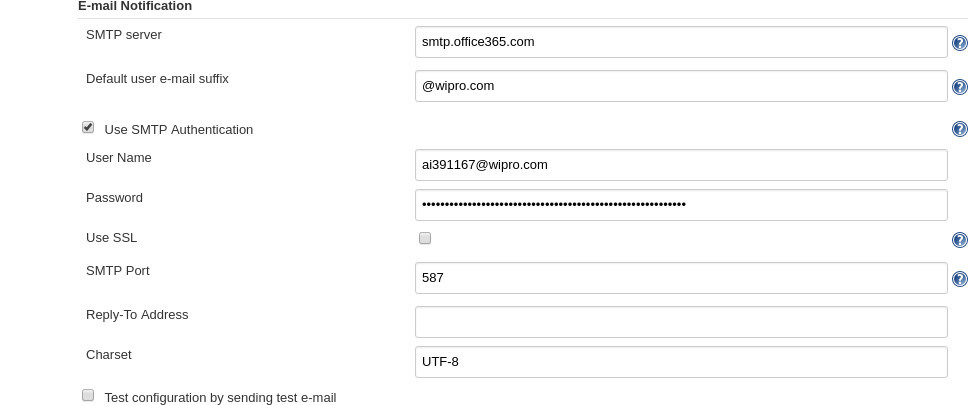 E-mail Notification
SMTP server
smtp.office365.com
Default user e-mail suffix
@wipro.com
Use SMTP Authentication
User Name
ai391167@wipro.com
Password
••••••••••••••••••••••••••••••••••••••••••••••••••••••••••
Use SSL
SMTP Port
587
Reply-To Address
Charset
UTF-8
Test configuration by sending test e-mail